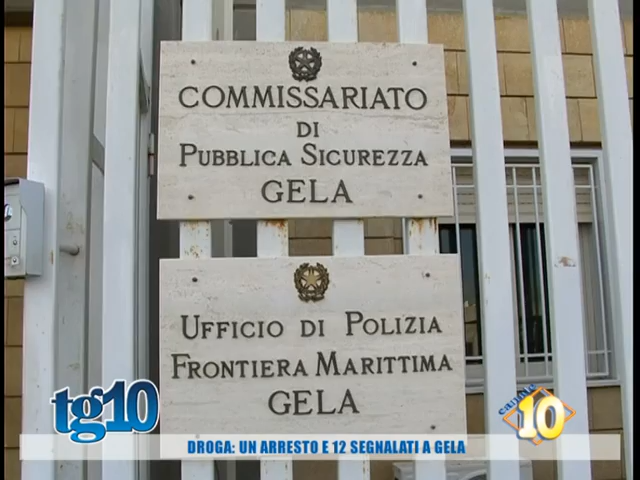 COMMISSARIATO
DI
PUBBLICA SICUREZZA
GELA
UFFICIO DI POLIZIA
FRONTIERA MARITTIMA
GELA
tg10
canale
10
DROGA: UN ARRESTO E 12 SEGNALATI A GELA